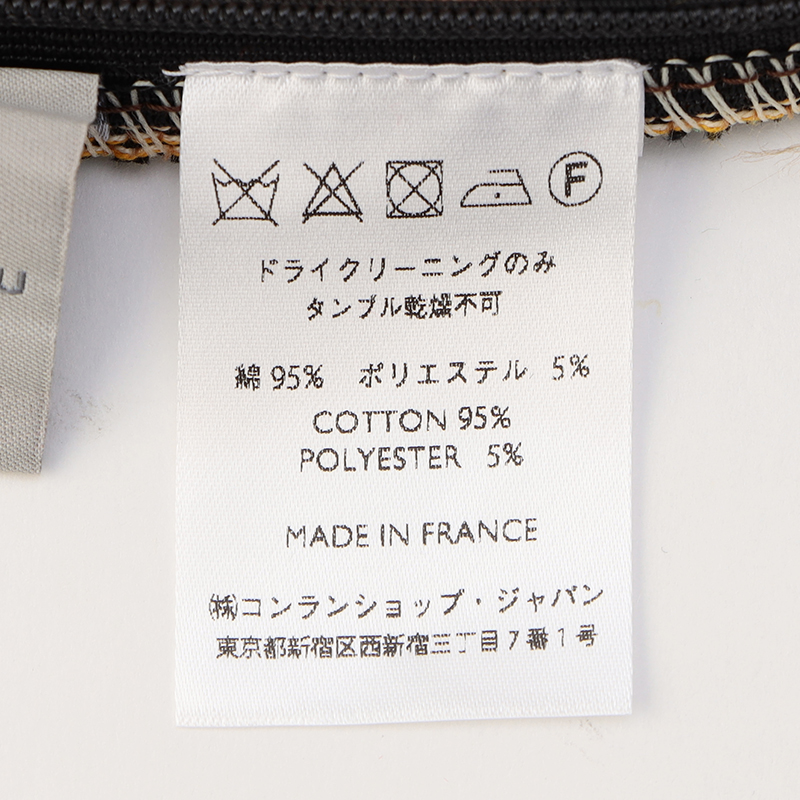 F
ドライクリーニングのみ
タンブル乾燥不可
綿 95% ポリエステル 5%
COTTON 95%
POLYESTER 5%
MADE IN FRANCE
㈱コンランショップ・ジャパン
東京都新宿区西新宿三丁目7番1号